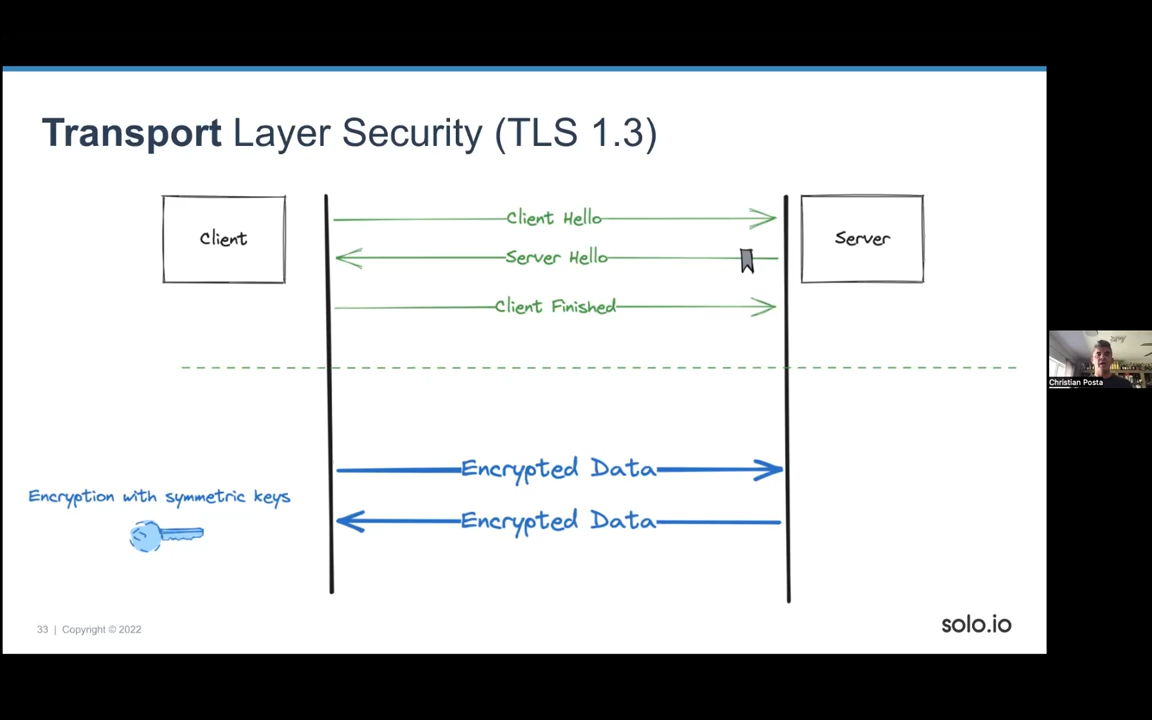 Transport Layer Security (TLS 1.3)
Client
Client Hello
Server
Server Hello
Client Finished
Christian Posta
Encrypted Data
Encryption with symmetric keys
Encrypted Data
33 | Copyright © 2022
solo.io